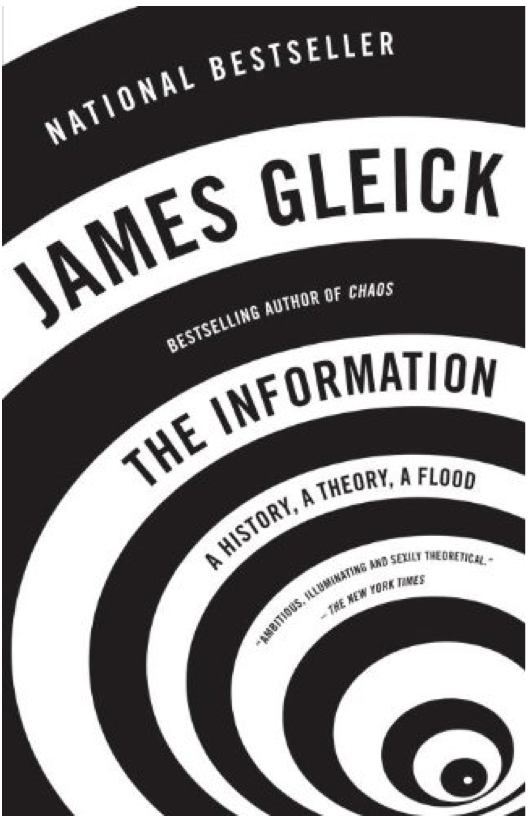 NATIONAL BESTSELLER
JAMES GLEICK
BESTSELLING AUTHOR OF CHAOS
THE INFORMATION
A HISTORY, A THEORY, A FLOOD
"AMBITIOUS, ILLUMINATING AND SEXILY THEORETICAL."
– THE NEW YORK TIMES